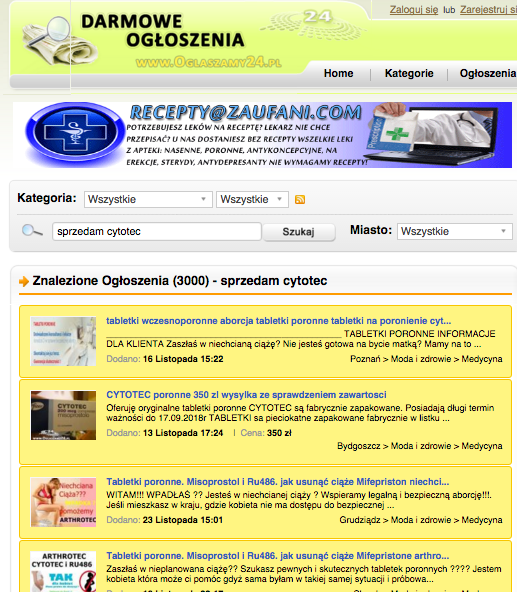 Zaloguj się lub Zarejestruj si
DARMOWE
OGŁOSZENIA
24
www.Oglaszamy24.pl
Home Kategorie Ogłoszenia
RECEPTY@ZAUFANI.COM
POTRZEBUJESZ LEKÓW NA RECEPTĘ? LEKARZ NIE CHCE
PRZEPISAĆ? U NAS DOSTANIESZ BEZ RECEPTY WSZELKIE LEKI
Z APTEKI: NASENNE, PORONNE, ANTYKONCEPCYJNE, NA
EREKCJE, STERYDY, ANTYDEPRESANTY NIE WYMAGAMY RECEPTY!
Kategoria: Wszystkie Wszystkie
sprzedam cytotec Szukaj Miasto: Wszystkie
Znalezione Ogłoszenia (3000) - sprzedam cytotec
tabletki wczesnoporonne aborcja tabletki poronne tabletki na poronienie cyt...
TABLETKI PORONNE INFORMACJE
DLA KLIENTA Zaszłaś w niechcianą ciążę? Nie jesteś gotowa na bycie matką? Mamy na to ...
Dodano: 16 Listopada 15:22 Poznań > Moda i zdrowie > Medycyna
CYTOTEC poronne 350 zl wysylka ze sprawdzeniem zawartosci
Oferuję oryginalne tabletki poronne CYTOTEC są fabrycznie zapakowane. Posiadają długi termin
ważności do 17.09.2018r TABLETKI sa pieciokatne zapakowane fabrycznie w listku ...
Dodano: 13 Listopada 17:24 | Cena: 350 zł
Bydgoszcz > Moda i zdrowie > Medycyna
CYTOTEC
Tabletki poronne. Misoprostol i Ru486. jak usunąć ciąże Mifepriston niechci...
WITAM!!! WPADŁAŚ ?? Jesteś w niechcianej ciąży ? Wspieramy legalną i bezpieczną aborcję!!!.
Jeśli mieszkasz w kraju, gdzie kobieta nie ma dostępu do bezpiecznej ...
Dodano: 23 Listopada 15:01 Grudziądz > Moda i zdrowie > Medycyna
Niechciana
Ciąża???
Pomożemy
ARTHROTEC
Tabletki poronne. Misoprostol i Ru486. jak usunąć ciąże Mifepristone arthro...
Zaszłaś w nieplanowana ciążę?? Szukasz pewnych i skutecznych tabletek poronnych ???? Jestem
kobieta która może ci pomóc gdyż sama byłam w takiej samej sytuacji i próbowa...
ARTHROTEC
CYTOTEC i RU486
TAK